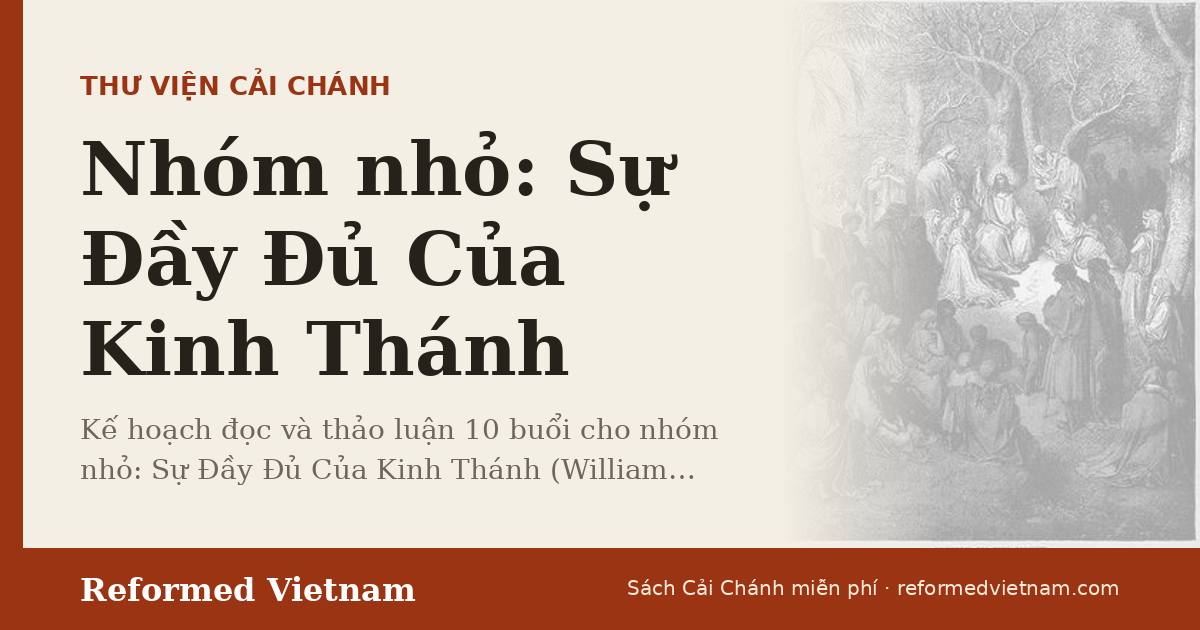 THƯ VIỆN CẢI CHÁNH
Nhóm nhỏ: Sự
Đầy Đủ Của
Kinh Thánh
Kế hoạch đọc và thảo luận 10 buổi cho nhóm
nhỏ: Sự Đầy Đủ Của Kinh Thánh (William...
Reformed Vietnam
Sách Cải Chánh miễn phí · reformedvietnam.com